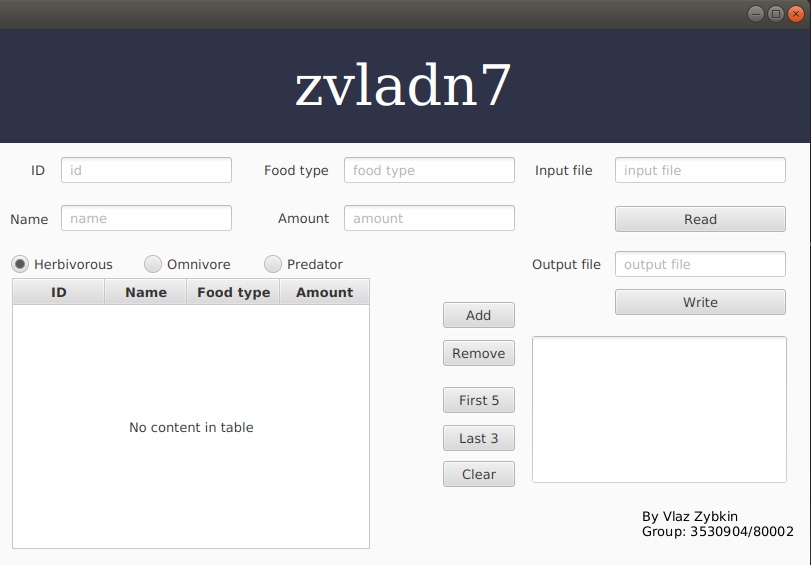 zvladn7
ID id Food type food type Input file input file
Name name Amount amount Read
Herbivorous Omnivore Predator Output file output file
ID Name Food type Amount Write
Add
Remove
First 5
No content in table
Last 3
Clear
By Vlaz Zybkin
Group: 3530904/80002